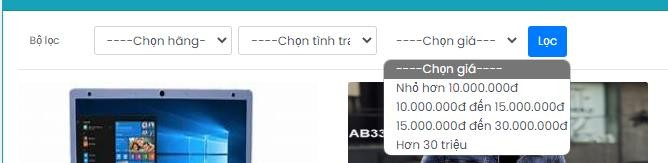 Bộ lọc
----Chọn hãng-
----Chọn tình trạ
----Chọn giá---
Lọc
----Chọn giá----
Nhỏ hơn 10.000.000đ
10.000.000đ đến 15.000.000đ
15.000.000đ đến 30.000.000đ
Hơn 30 triệu
AB33